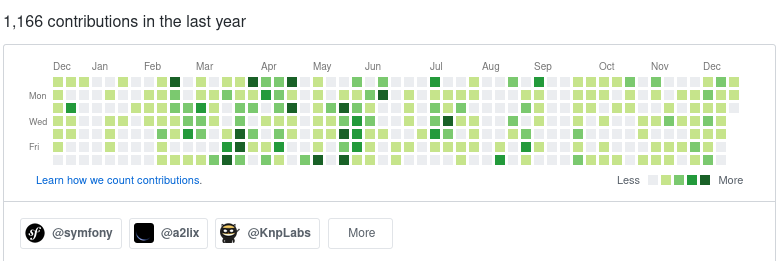 1,166 contributions in the last year
Dec Jan Feb Mar Apr May Jun Jul Aug Sep Oct Nov Dec
Mon
Wed
Fri
Learn how we count contributions. Less More
sf @symfony @a2lix @KnpLabs More